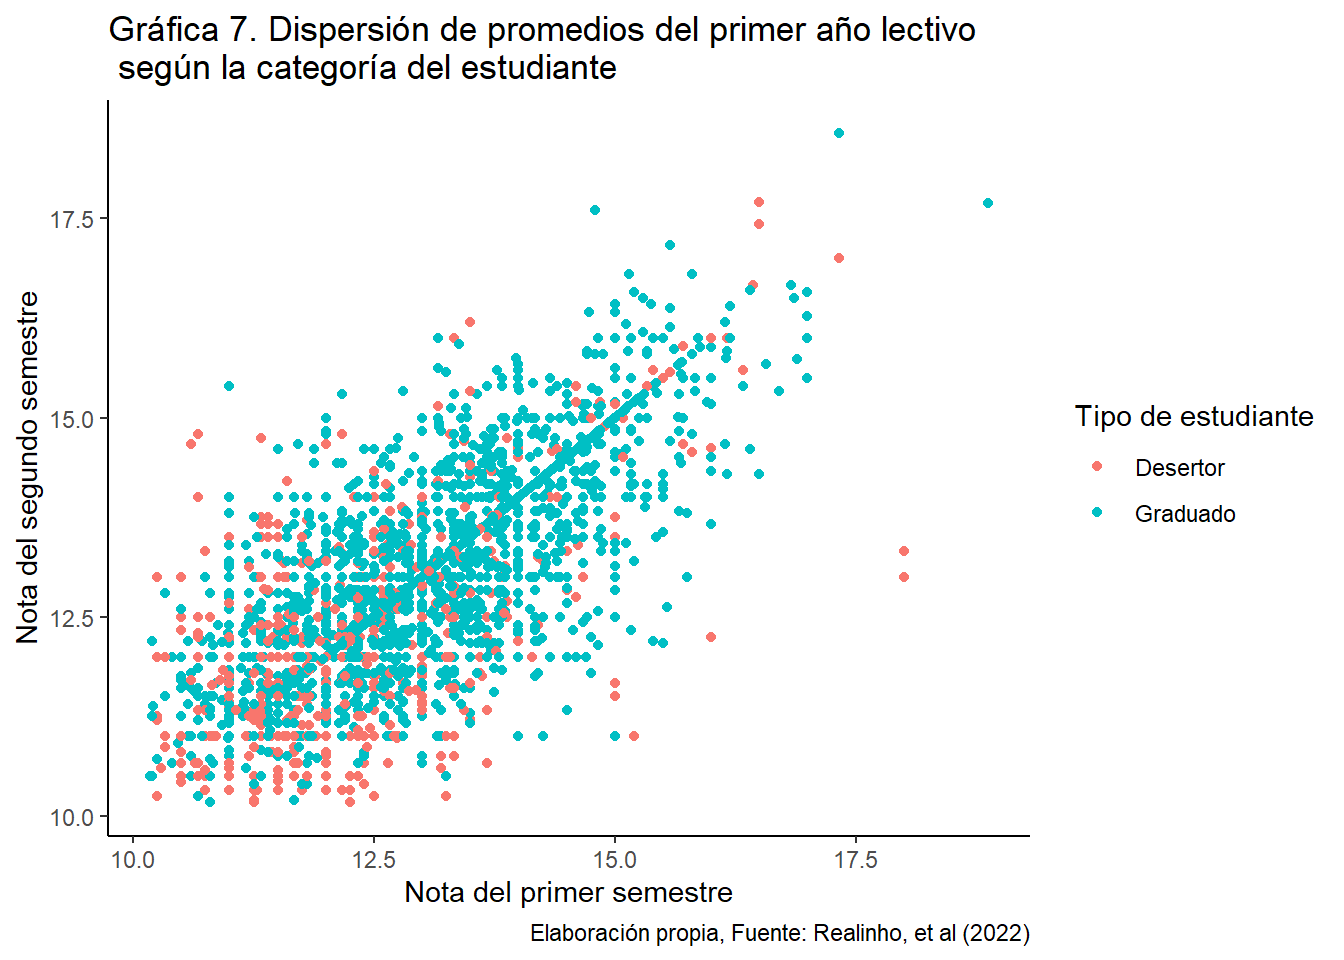 Gráfica 7. Dispersión de promedios del primer año lectivo
según la categoría del estudiante
Nota del segundo semestre
17.5
15.0
12.5
10.0
10.0 12.5 15.0 17.5
Nota del primer semestre
Tipo de estudiante
Desertor
Graduado
Elaboración propia, Fuente: Realinho, et al (2022)